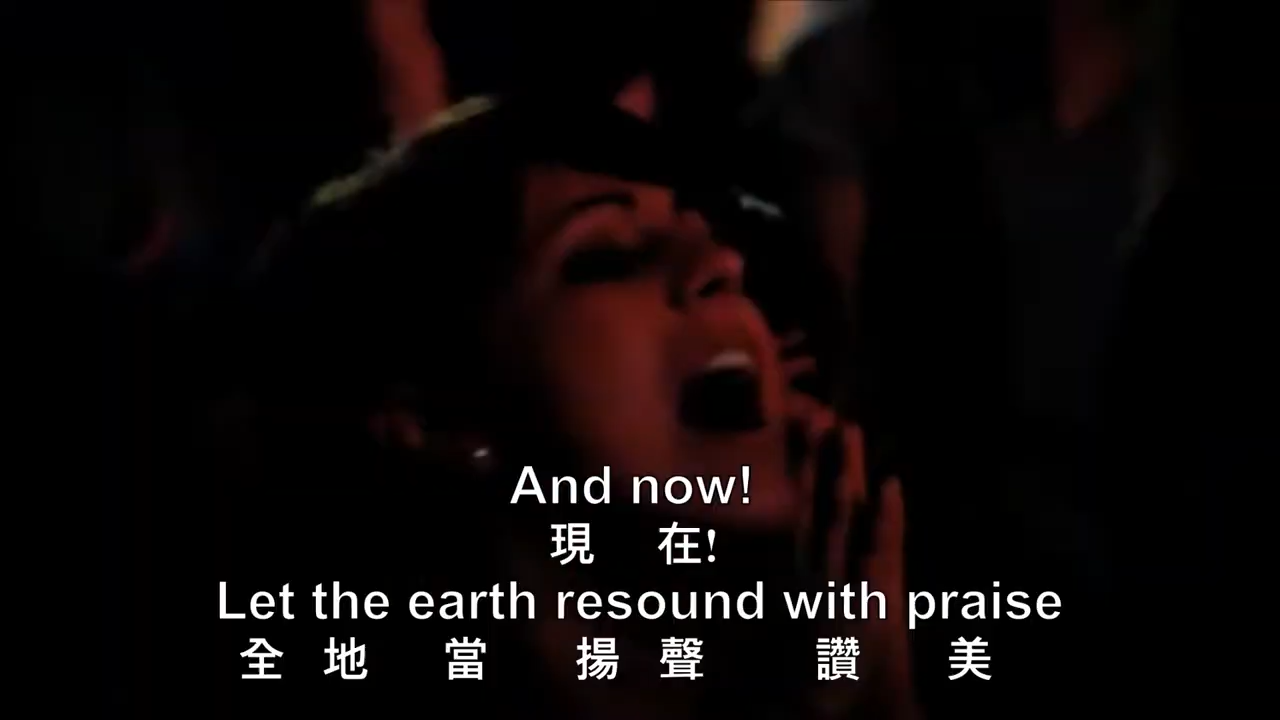 And now!
現 在!
Let the earth resound with praise
全 地 當 揚 聲 讚 美